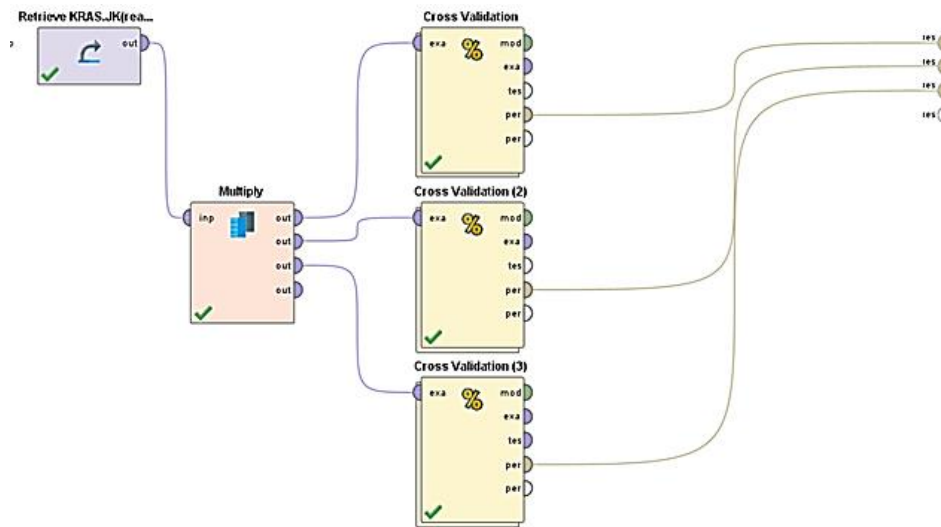 Retrieve KRAS.JK(rea...
out
Cross Validation
exa
mod
exa
tes
per
per
Multiply
inp
out
out
out
out
Cross Validation (2)
exa
mod
exa
tes
per
per
Cross Validation (3)
exa
mod
exa
tes
per
per
res
res
res
res